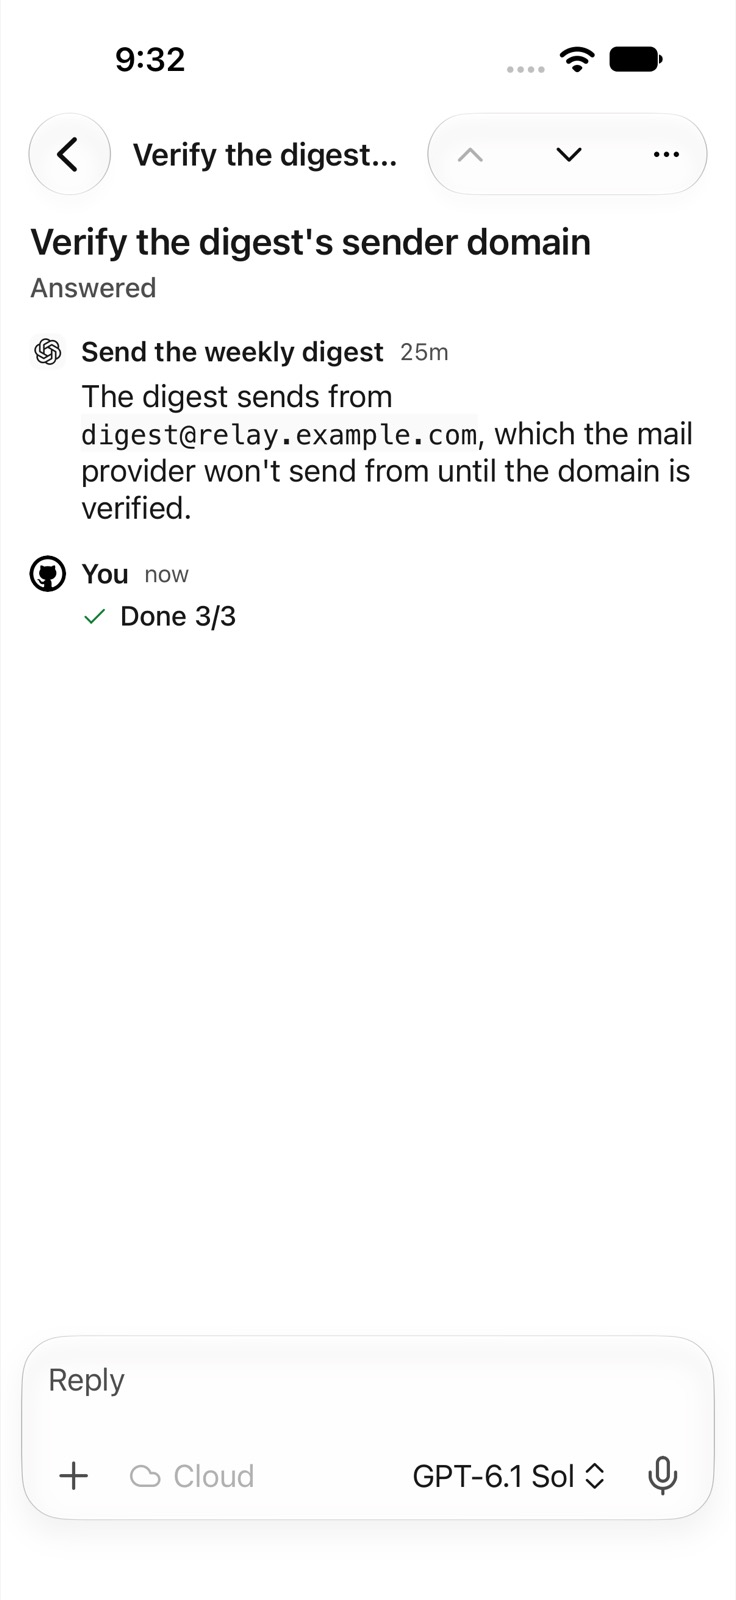 9:32
Verify the digest...
Verify the digest's sender domain
Answered
Send the weekly digest 25m
The digest sends from
digest@relay.example.com, which the mail
provider won't send from until the domain is
verified.
You now
Done 3/3
Reply
Cloud GPT-6.1 Sol